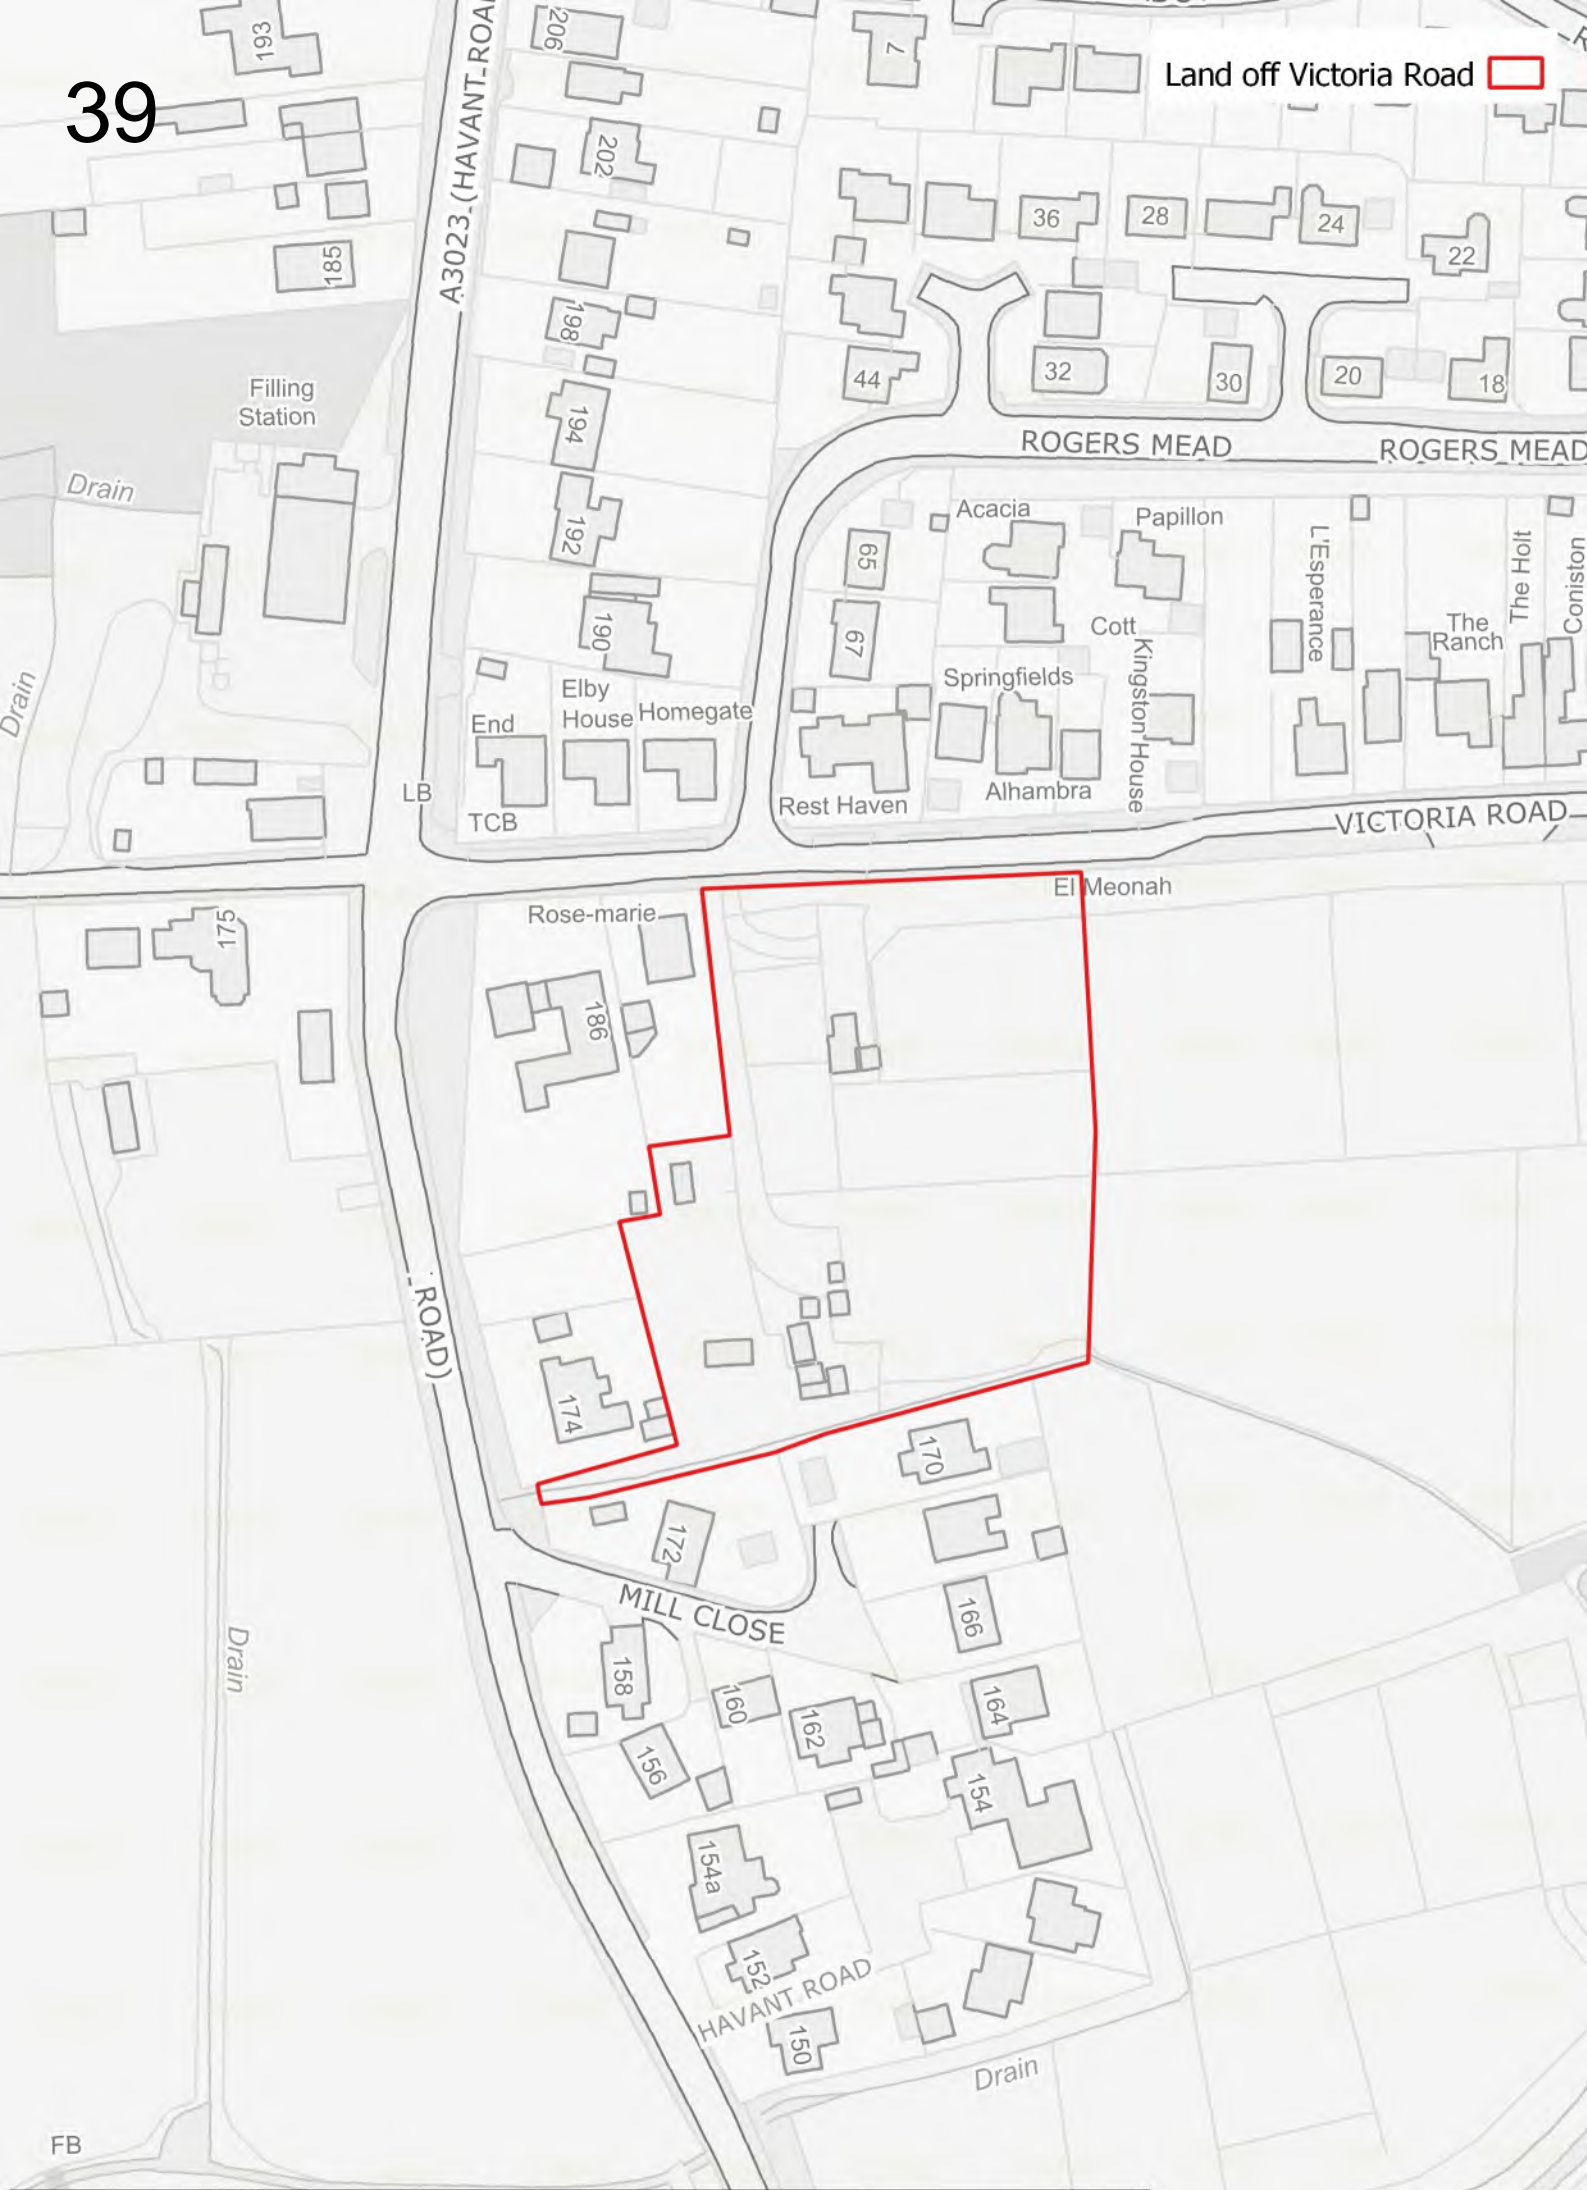 39
Land off Victoria Road
193
206
7
A3023 (HAVANT ROAD
202
36
28
24
22
185
198
44
32
30
20
18
Filling
Station
194
ROGERS MEAD
ROGERS MEAD
Drain
192
Acacia
Papillon
65
L'Esperance
The Holt
Coniston
190
67
Cott
The
Ranch
Kingston House
Drain
Elby
House
Homegate
Springfields
End
LB
TCB
Rest Haven
Alhambra
VICTORIA ROAD
El Meonah
Rose-marie
175
186
ROAD)
174
170
172
MILL CLOSE
166
Drain
158
160
162
164
156
154
154a
152
HAVANT ROAD
150
Drain
FB